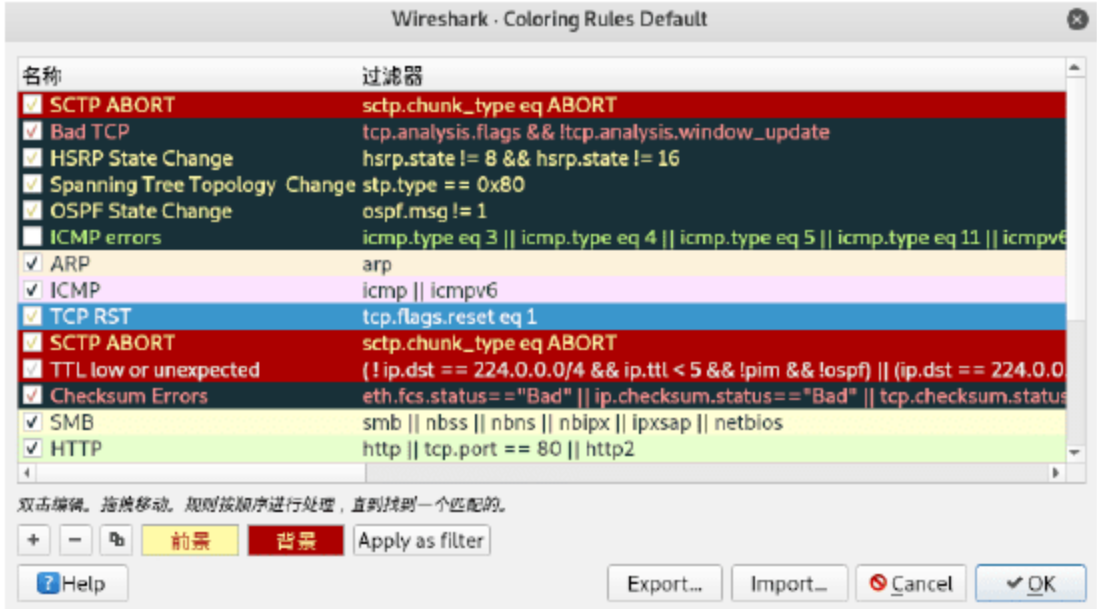 Wireshark · Coloring Rules Default
名称 过滤器
SCTP ABORT sctp.chunk_type eq ABORT
Bad TCP tcp.analysis.flags && !tcp.analysis.window_update
HSRP State Change hsrp.state != 8 && hsrp.state != 16
Spanning Tree Topology  Change stp.type == 0x80
OSPF State Change ospf.msg != 1
ICMP errors icmp.type eq 3 || icmp.type eq 4 || icmp.type eq 5 || icmp.type eq 11 || icmpv6
ARP arp
ICMP icmp || icmpv6
TCP RST tcp.flags.reset eq 1
SCTP ABORT sctp.chunk_type eq ABORT
TTL low or unexpected ( ! ip.dst == 224.0.0.0/4 && ip.ttl < 5 && !pim && !ospf) || (ip.dst == 224.0.0.
Checksum Errors eth.fcs.status=="Bad" || ip.checksum.status=="Bad" || tcp.checksum.status
SMB smb || nbss || nbns || nbipx || ipxsap || netbios
HTTP http || tcp.port == 80 || http2
双击编辑。拖拽移动。规则按顺序进行处理，直到找到一个匹配的。
+ − 前景 背景 Apply as filter
Help Export... Import... Cancel OK